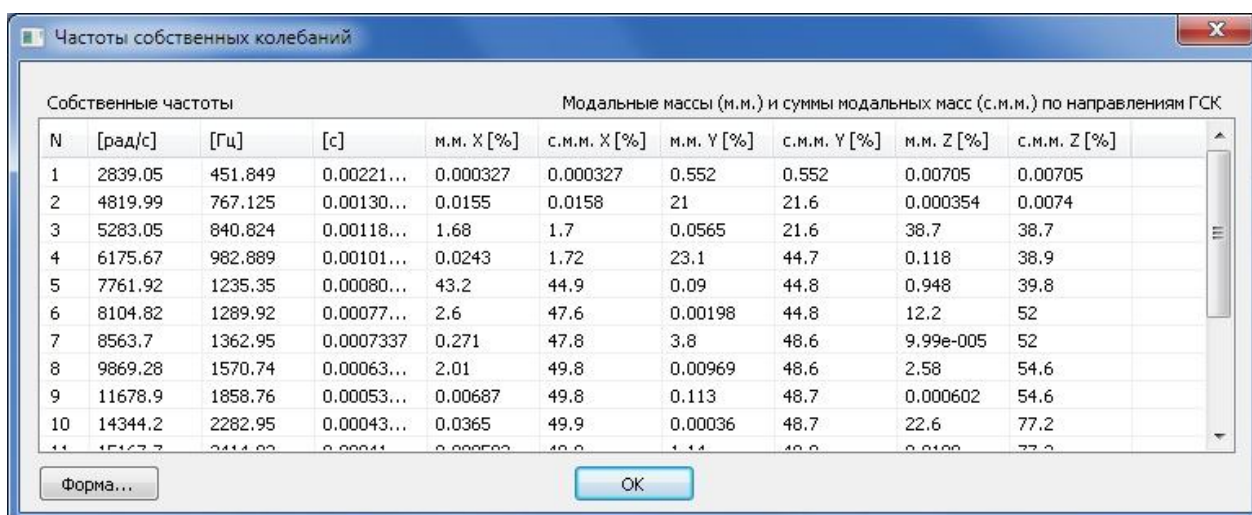 Частоты собственных колебаний
Собственные частоты Модальные массы (м.м.) и суммы модальных масс (с.м.м.) по направлениям ГСК
N [рад/с] [Гц] [с] м.м. X [%] с.м.м. X [%] м.м. Y [%] с.м.м. Y [%] м.м. Z [%] с.м.м. Z [%]
1 2839.05 451.849 0.00221... 0.000327 0.000327 0.552 0.552 0.00705 0.00705
2 4819.99 767.125 0.00130... 0.0155 0.0158 21 21.6 0.000354 0.0074
3 5283.05 840.824 0.00118... 1.68 1.7 0.0565 21.6 38.7 38.7
4 6175.67 982.889 0.00101... 0.0243 1.72 23.1 44.7 0.118 38.9
5 7761.92 1235.35 0.00080... 43.2 44.9 0.09 44.8 0.948 39.8
6 8104.82 1289.92 0.00077... 2.6 47.6 0.00198 44.8 12.2 52
7 8563.7 1362.95 0.0007337 0.271 47.8 3.8 48.6 9.99e-005 52
8 9869.28 1570.74 0.00063... 2.01 49.8 0.00969 48.6 2.58 54.6
9 11678.9 1858.76 0.00053... 0.00687 49.8 0.113 48.7 0.000602 54.6
10 14344.2 2282.95 0.00043... 0.0365 49.9 0.00036 48.7 22.6 77.2
Форма... OK